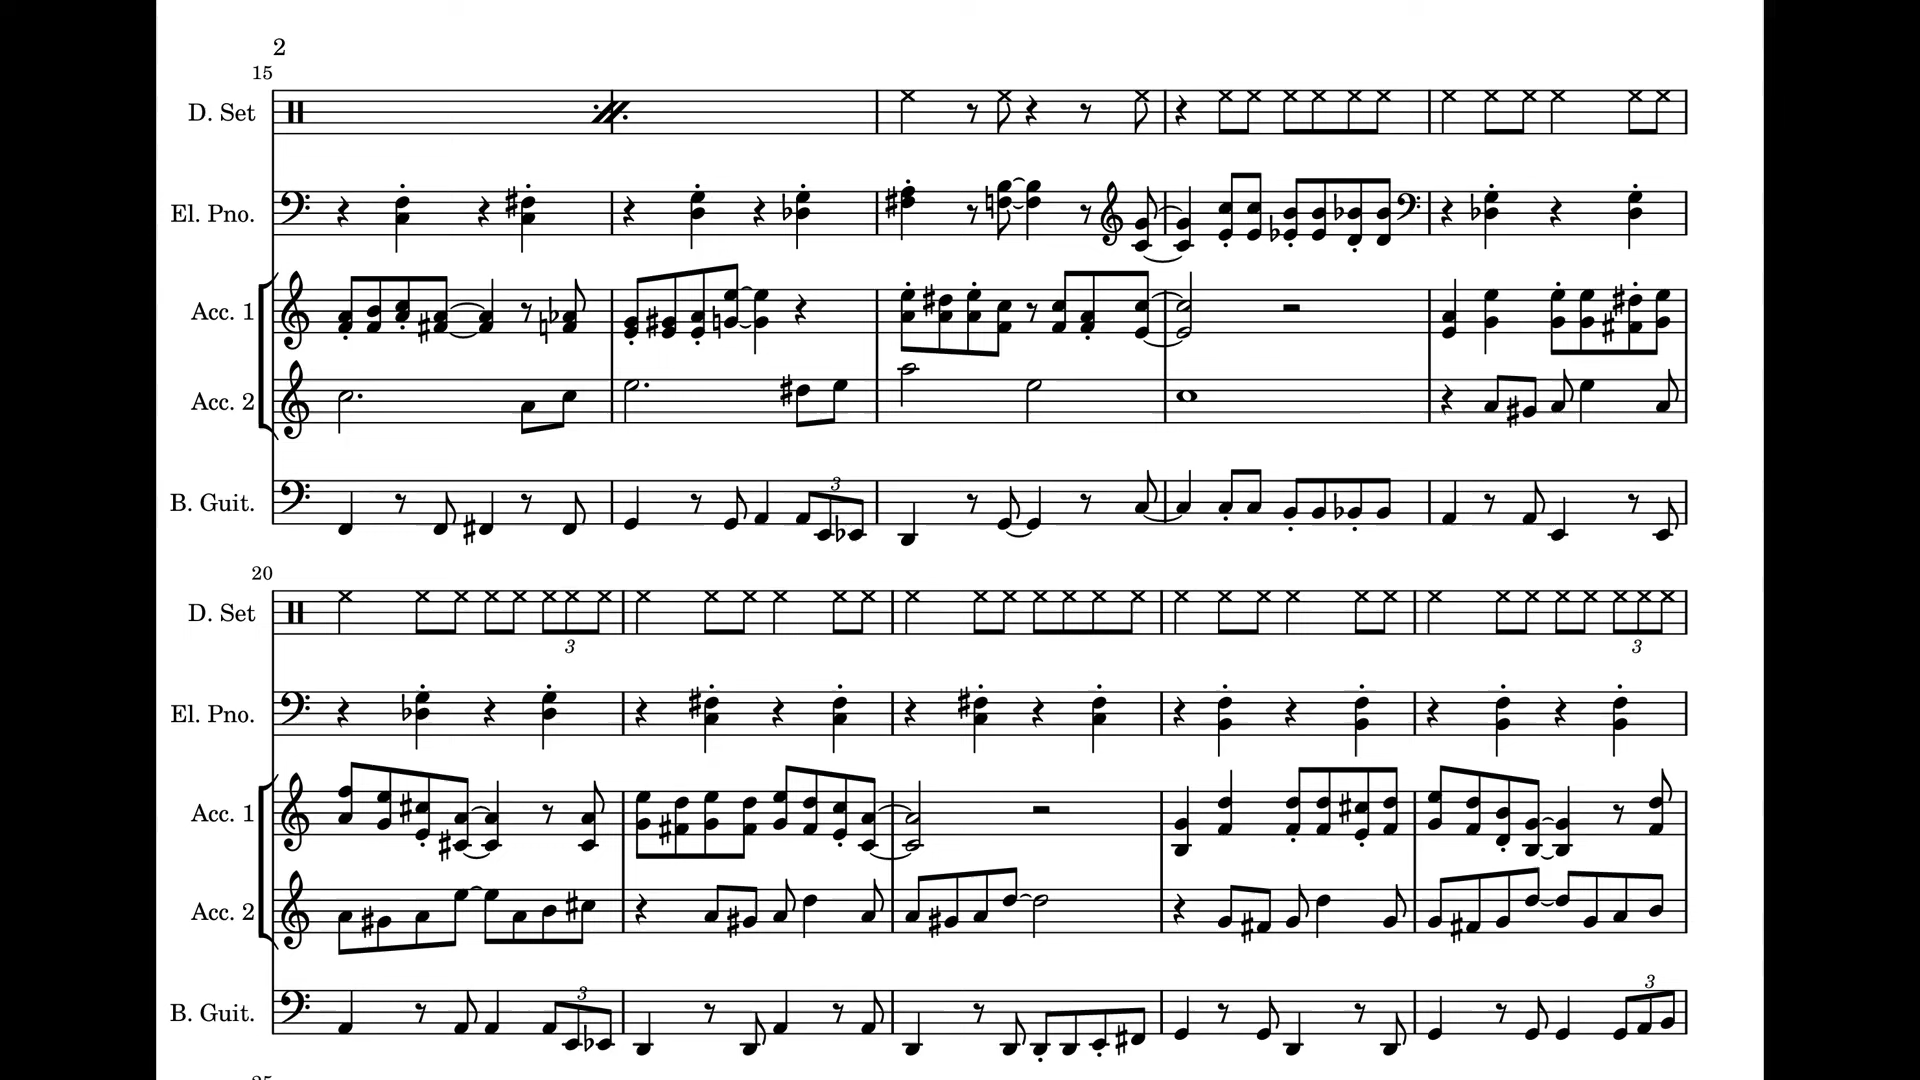 2
15
D. Set
El. Pno.
Acc. 1
Acc. 2
3
B. Guit.
20
D. Set
3
3
El. Pno.
Acc. 1
Acc. 2
3
3
B. Guit.